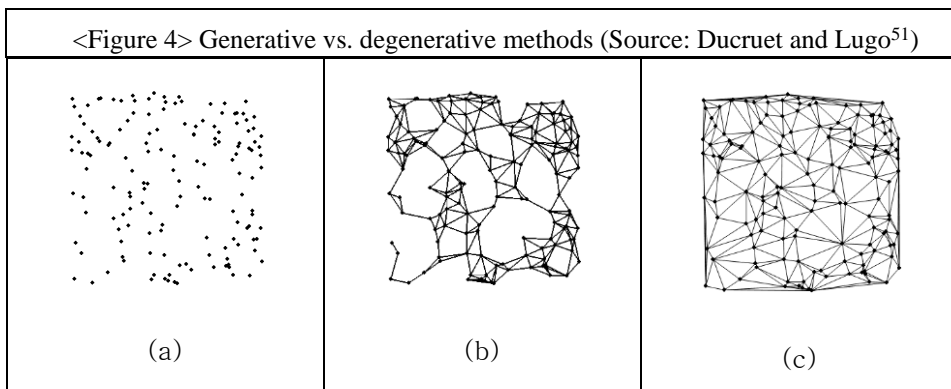 <Figure 4> Generative vs. degenerative methods (Source: Ducruet and Lugo51)
(a)
(b)
(c)